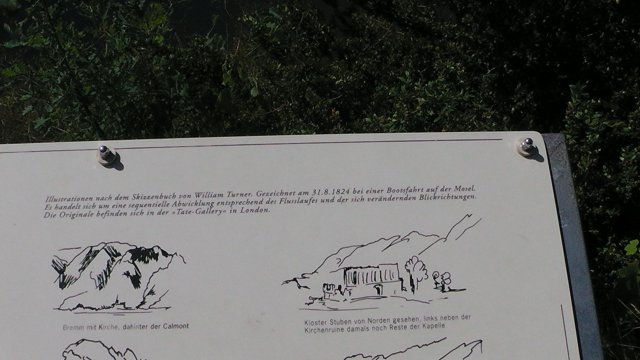 Illustrationen nach dem Skizzenbuch von William Turner. Gezeichnet am 31.8.1824 bei einer Bootsfahrt auf der Mosel.
Es handelt sich um eine sequentielle Abwicklung entsprechend des Flusslaufes und der sich verändernden Blickrichtungen.
Die Originale befinden sich in der »Tate-Gallery« in London.
Bremm mit Kirche, dahinter der Calmont
Kloster Stuben von Norden gesehen, links neben der
Kirchenruine damals noch Reste der Kapelle